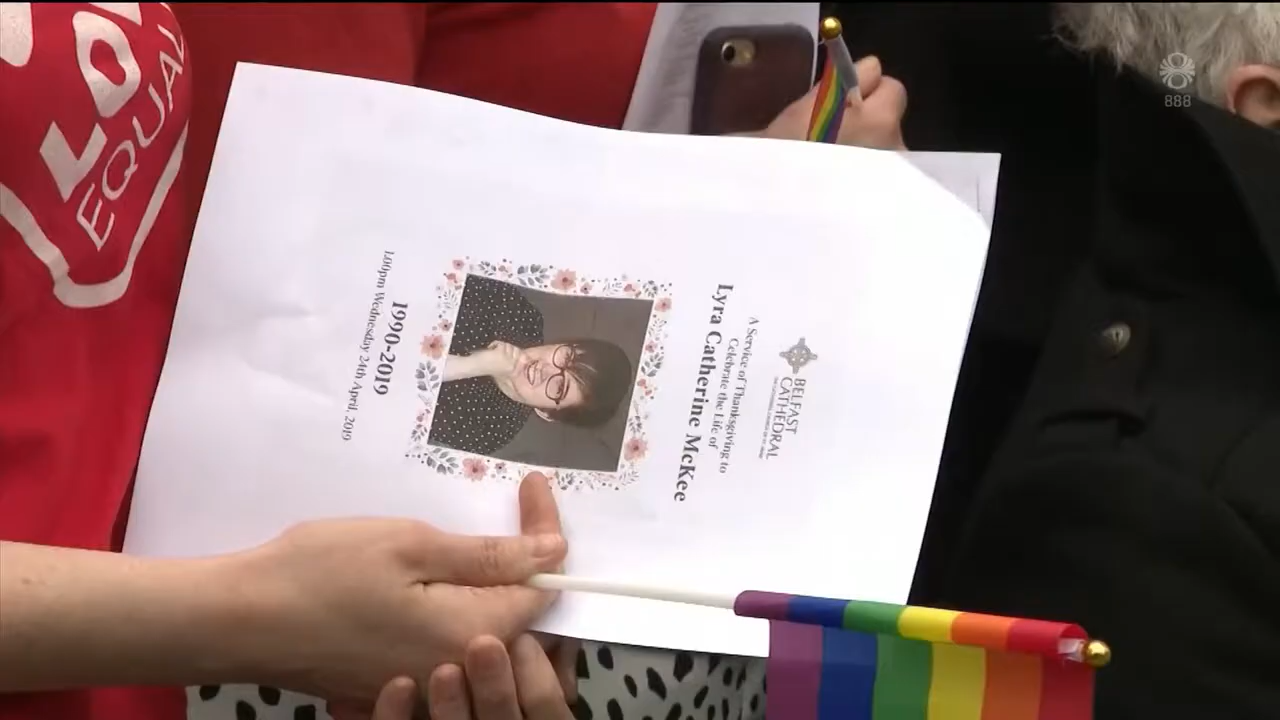 LOVE
EQUALITY
888
BELFAST
CATHEDRAL
A Service of Thanksgiving to
Celebrate the Life of
Lyra Catherine McKee
1990-2019
1.00pm Wednesday 24th April, 2019